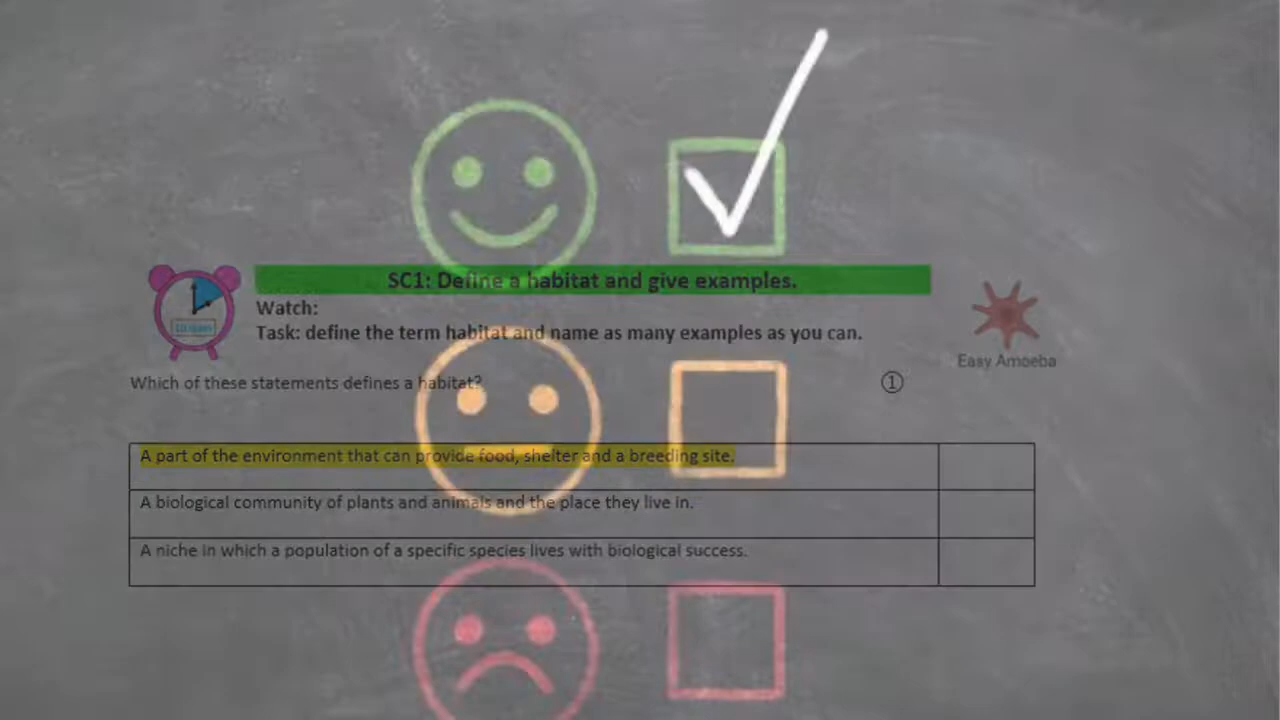 SC1: Define a habitat and give examples.
Watch:
Task: define the term habitat and name as many examples as you can.
Easy Amoeba
Which of these statements defines a habitat?
①
A part of the environment that can provide food, shelter and a breeding site.
A biological community of plants and animals and the place they live in.
A niche in which a population of a specific species lives with biological success.